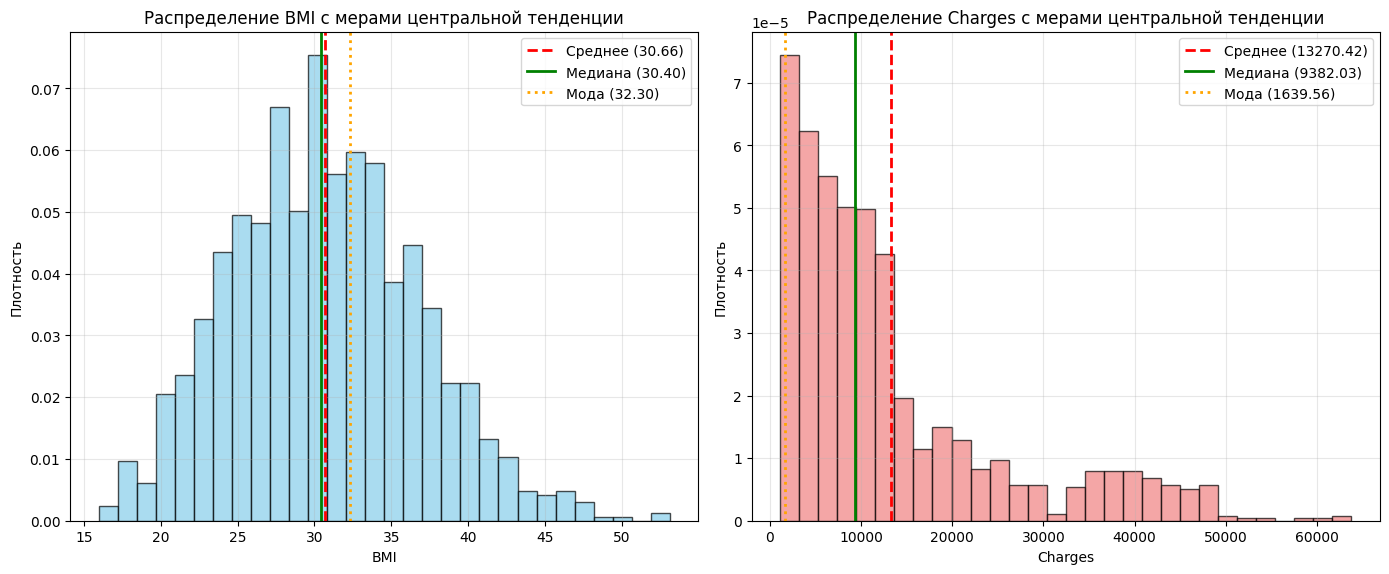 Распределение BMI с мерами центральной тенденции
Среднее (30.66)
Медиана (30.40)
Мода (32.30)
Плотность
0.07
0.06
0.05
0.04
0.03
0.02
0.01
0.00
15 20 25 30 35 40 45 50
BMI
1e−5
Распределение Charges с мерами центральной тенденции
Среднее (13270.42)
Медиана (9382.03)
Мода (1639.56)
Плотность
7
6
5
4
3
2
1
0
0 10000 20000 30000 40000 50000 60000
Charges